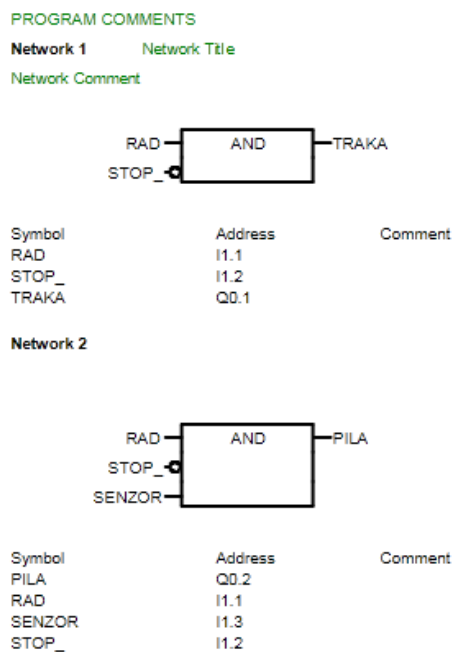 PROGRAM COMMENTS
Network 1 Network Title
Network Comment
RAD AND TRAKA
STOP_
Symbol Address Comment
RAD I1.1
STOP_ I1.2
TRAKA Q0.1
Network 2
RAD AND PILA
STOP_
SENZOR
Symbol Address Comment
PILA Q0.2
RAD I1.1
SENZOR I1.3
STOP_ I1.2